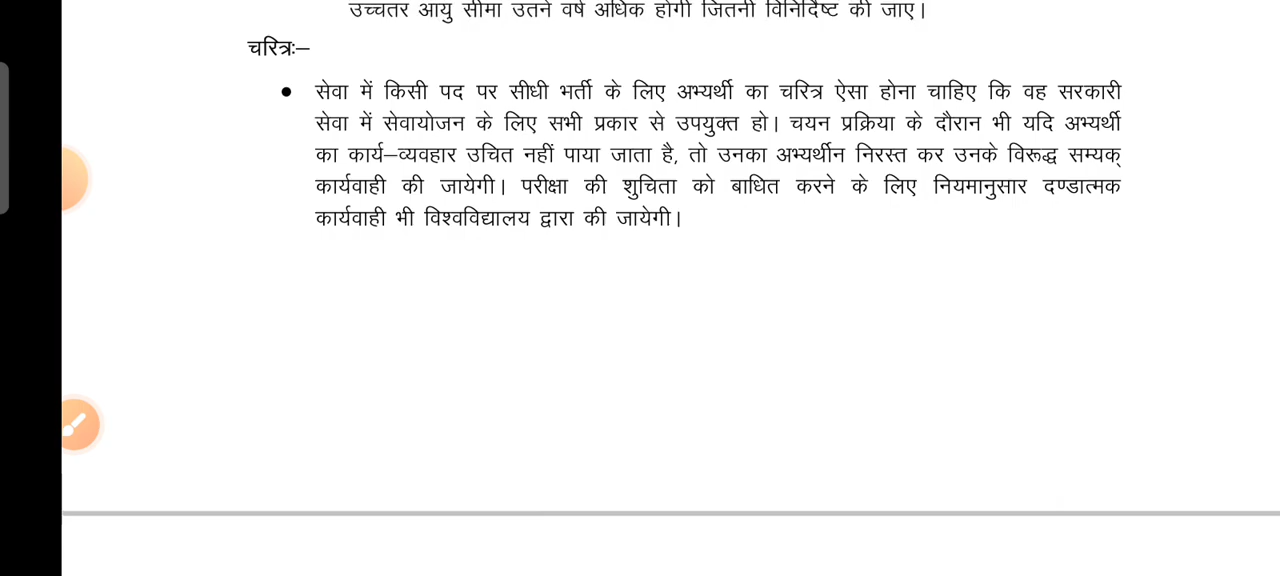 उच्चतर आयु सीमा उतने वर्ष अधिक होगी जितनी विनिर्दिष्ट की जाए।
चरित्रः–
● सेवा में किसी पद पर सीधी भर्ती के लिए अभ्यर्थी का चरित्र ऐसा होना चाहिए कि वह सरकारी
सेवा में सेवायोजन के लिए सभी प्रकार से उपयुक्त हो। चयन प्रक्रिया के दौरान भी यदि अभ्यर्थी
का कार्य–व्यवहार उचित नहीं पाया जाता है, तो उनका अभ्यर्थीन निरस्त कर उनके विरूद्ध सम्यक्
कार्यवाही की जायेगी। परीक्षा की शुचिता को बाधित करने के लिए नियमानुसार दण्डात्मक
कार्यवाही भी विश्वविद्यालय द्वारा की जायेगी।